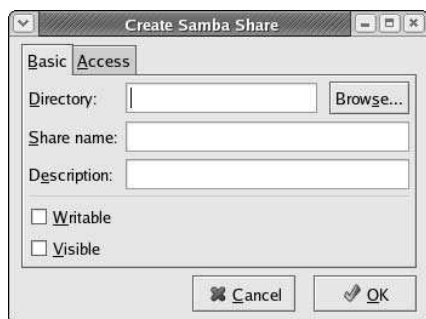 Create Samba Share
Basic Access
Directory: Browse...
Share name:
Description:
Writable
Visible
Cancel OK